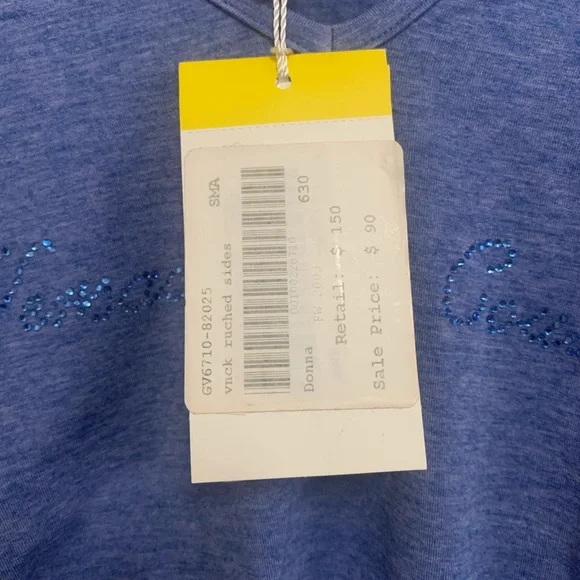 GV6710-82025 SMA
vnck ruched sides
Donna 630
Retail: $ 150
Sale Price: $ 90